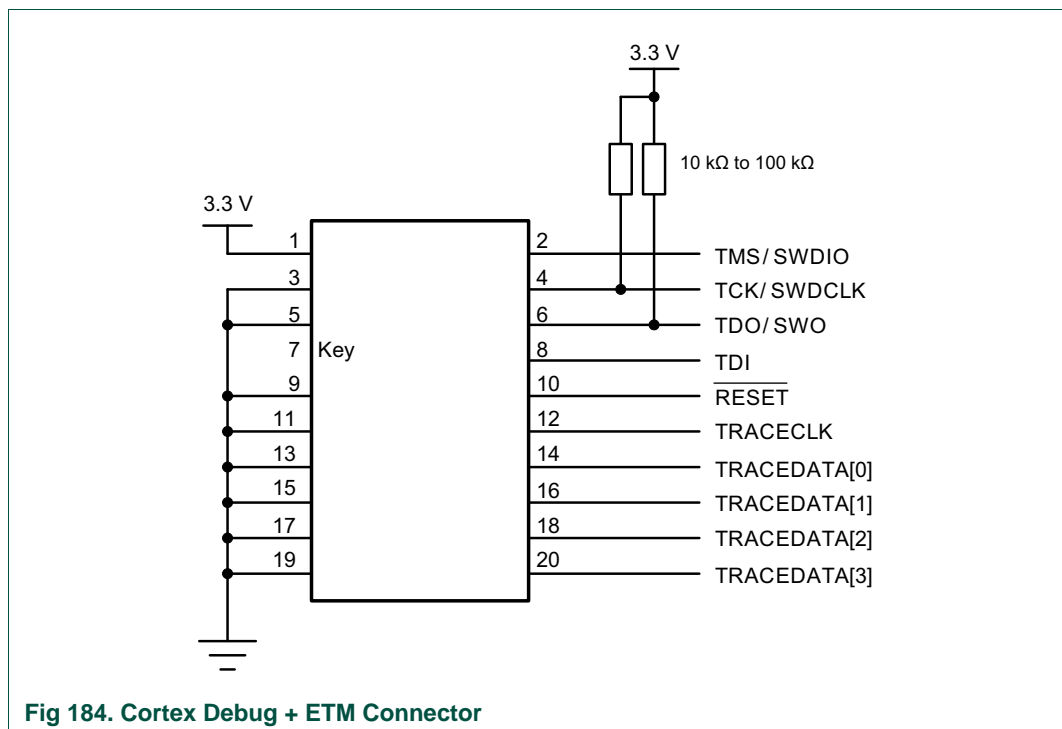 3.3 V
10 kΩ to 100 kΩ
3.3 V
1
2
TMS/ SWDIO
3
4
TCK/ SWDCLK
5
6
TDO/ SWO
7
Key
8
TDI
9
10
RESET
11
12
TRACECLK
13
14
TRACEDATA[0]
15
16
TRACEDATA[1]
17
18
TRACEDATA[2]
19
20
TRACEDATA[3]
Fig 184. Cortex Debug + ETM Connector